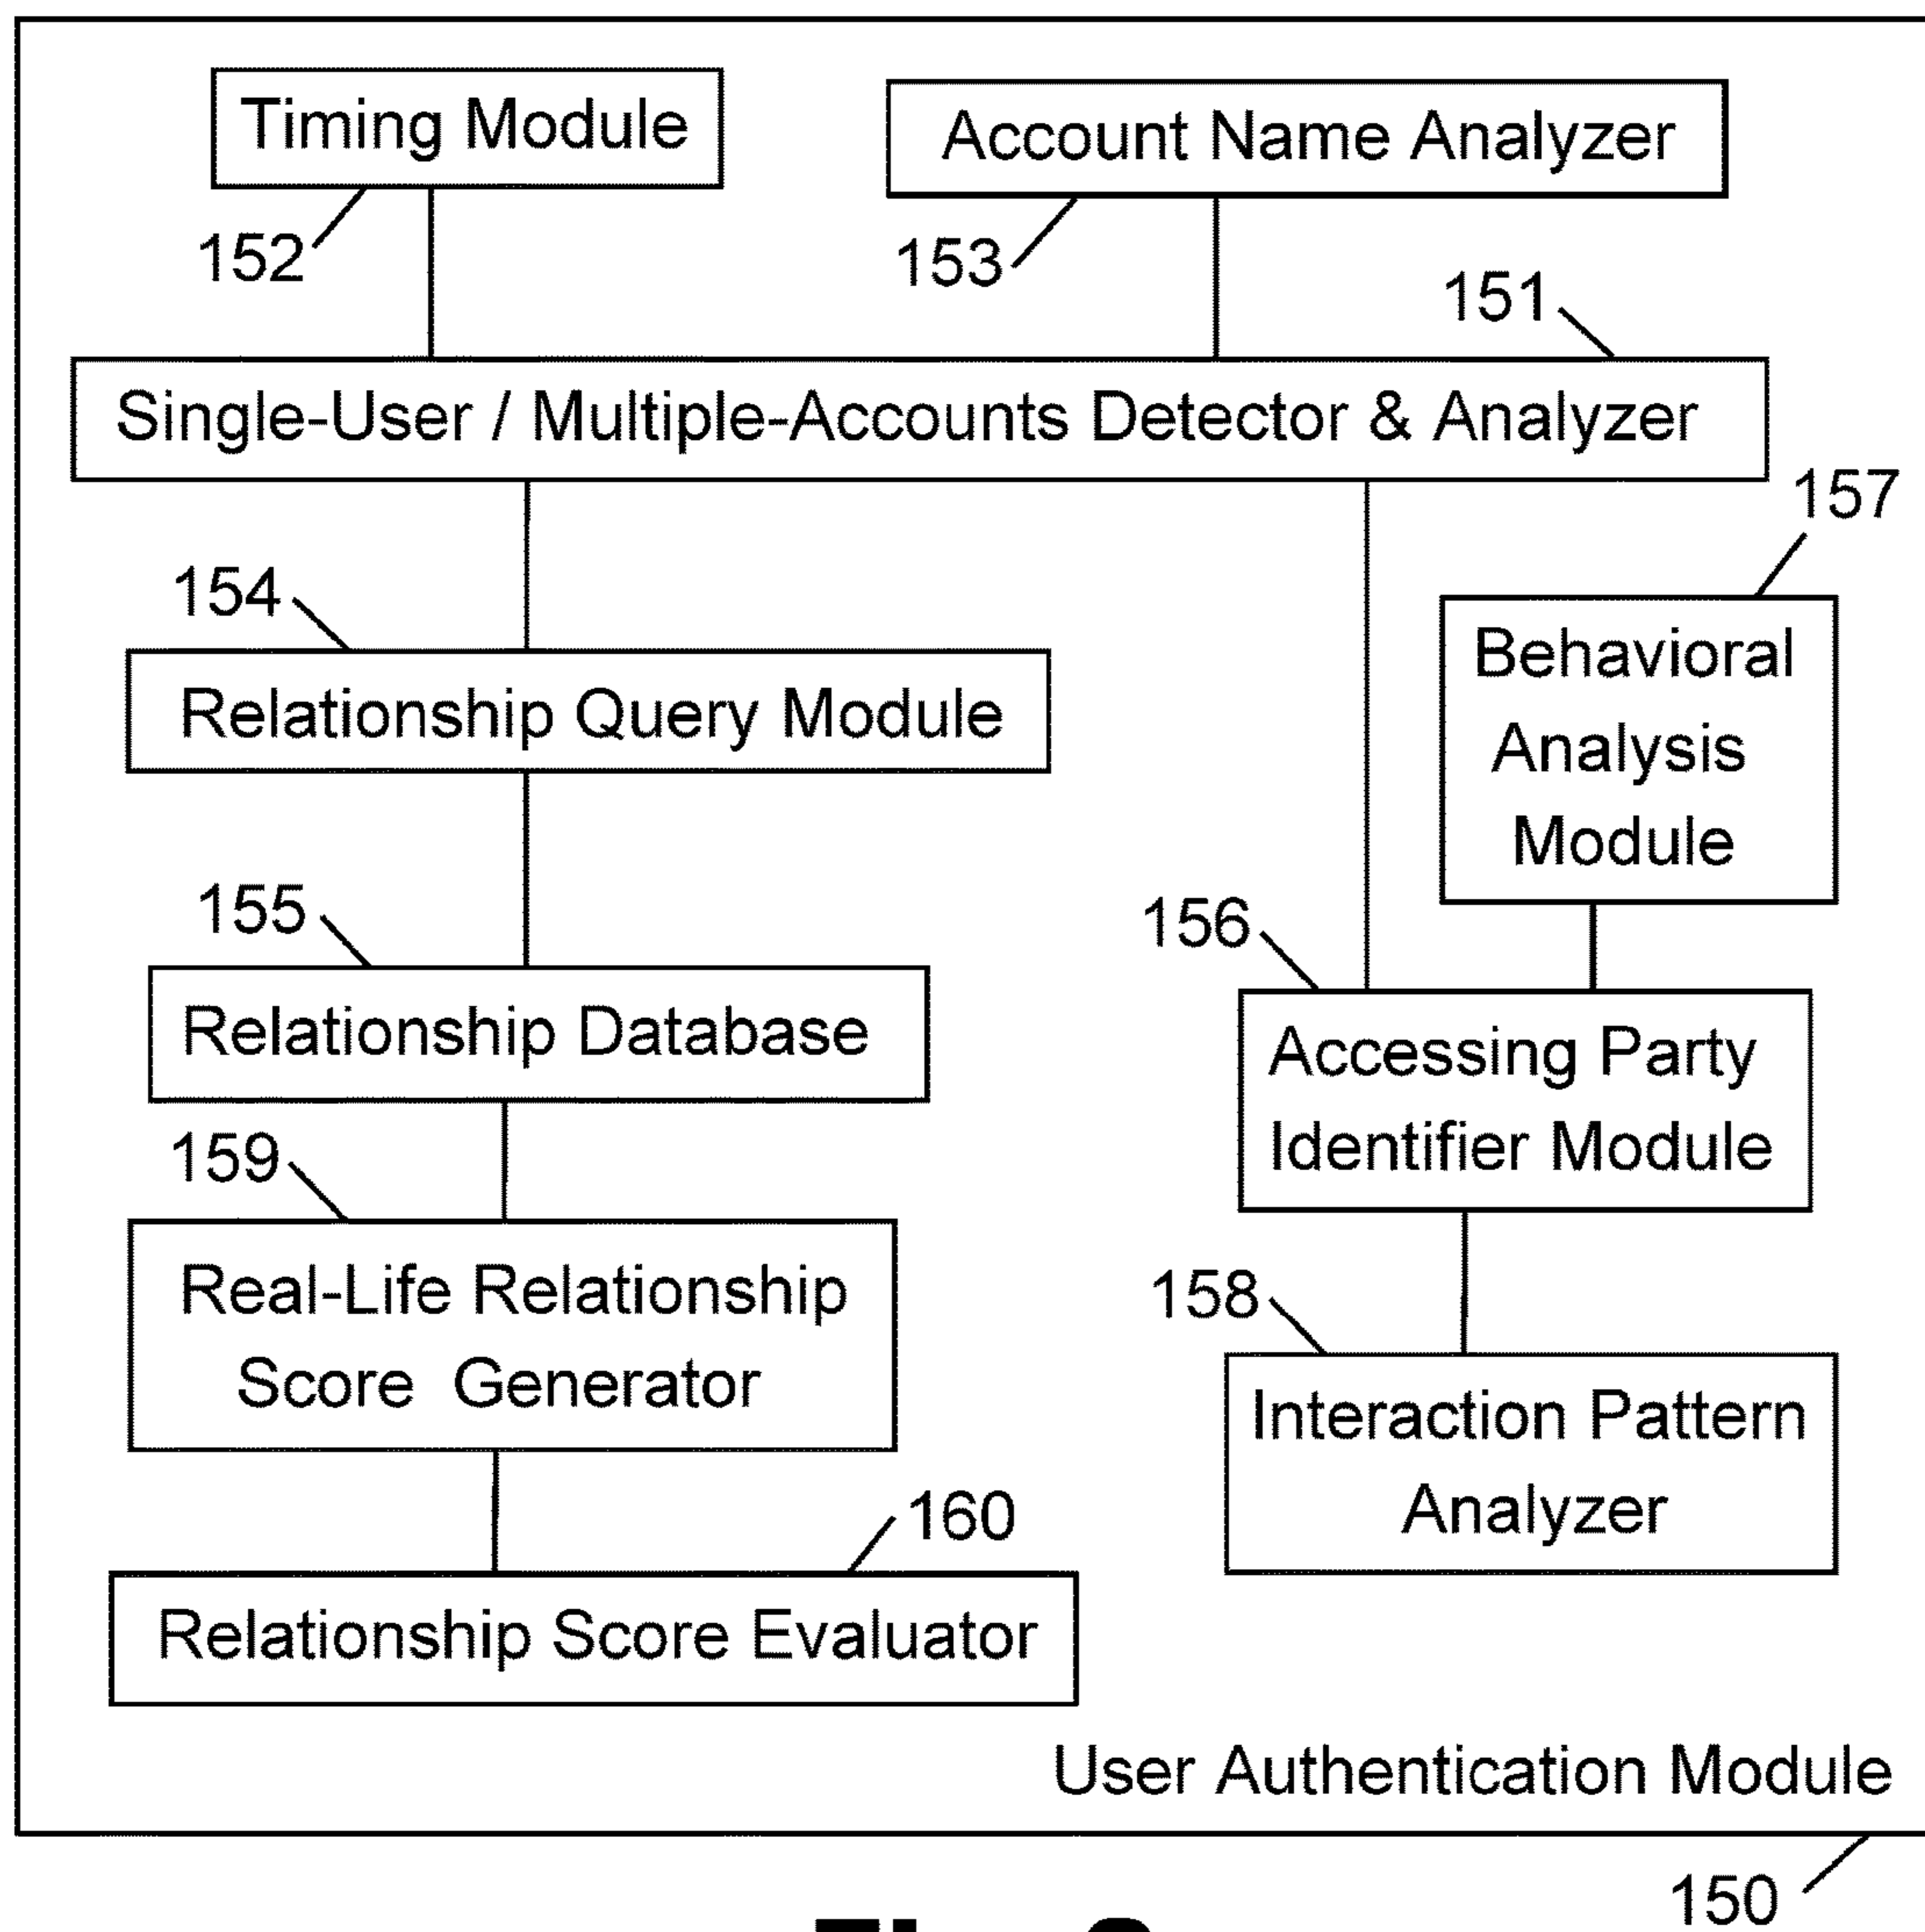 Timing Module
Account Name Analyzer
152
153
151
Single-User / Multiple-Accounts Detector & Analyzer
157
154
Relationship Query Module
Behavioral
Analysis
Module
155
156
Relationship Database
Accessing Party
Identifier Module
159
Real-Life Relationship
Score Generator
158
Interaction Pattern
Analyzer
160
Relationship Score Evaluator
User Authentication Module
150